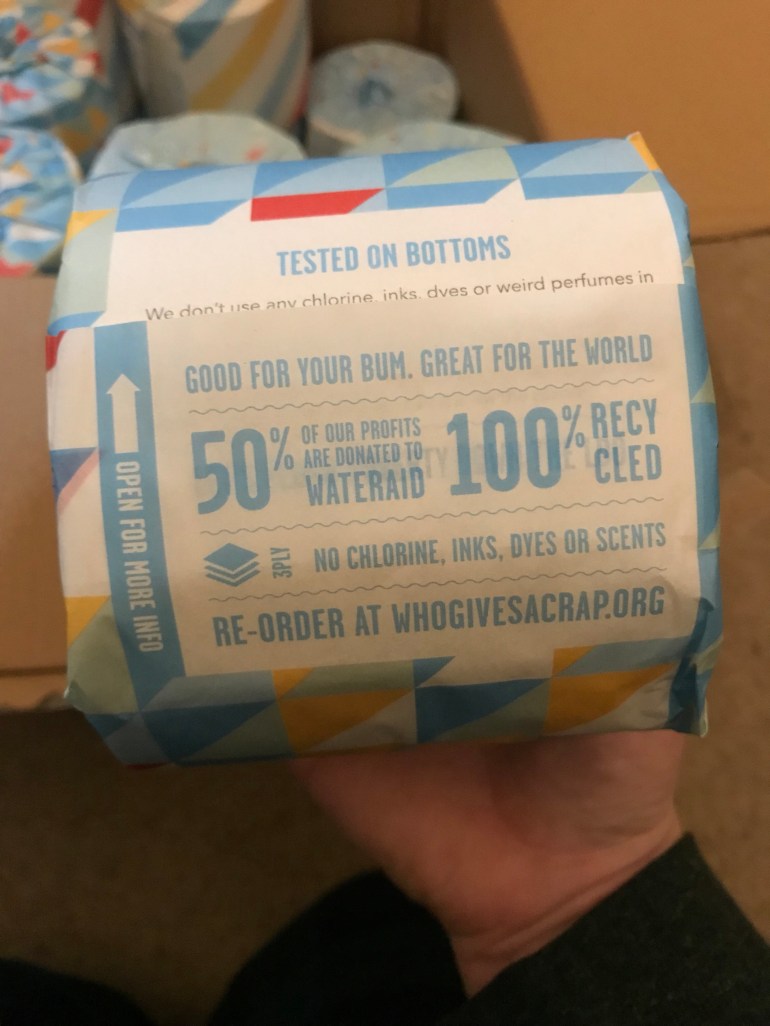 TESTED ON BOTTOMS
We don't use any chlorine, inks, dyes or weird perfumes in
GOOD FOR YOUR BUM. GREAT FOR THE WORLD
50% OF OUR PROFITS
ARE DONATED TO
WATERAID
100% RECY
CLED
3PLY NO CHLORINE, INKS, DYES OR SCENTS
RE-ORDER AT WHOGIVESACRAP.ORG
OPEN FOR MORE INFO